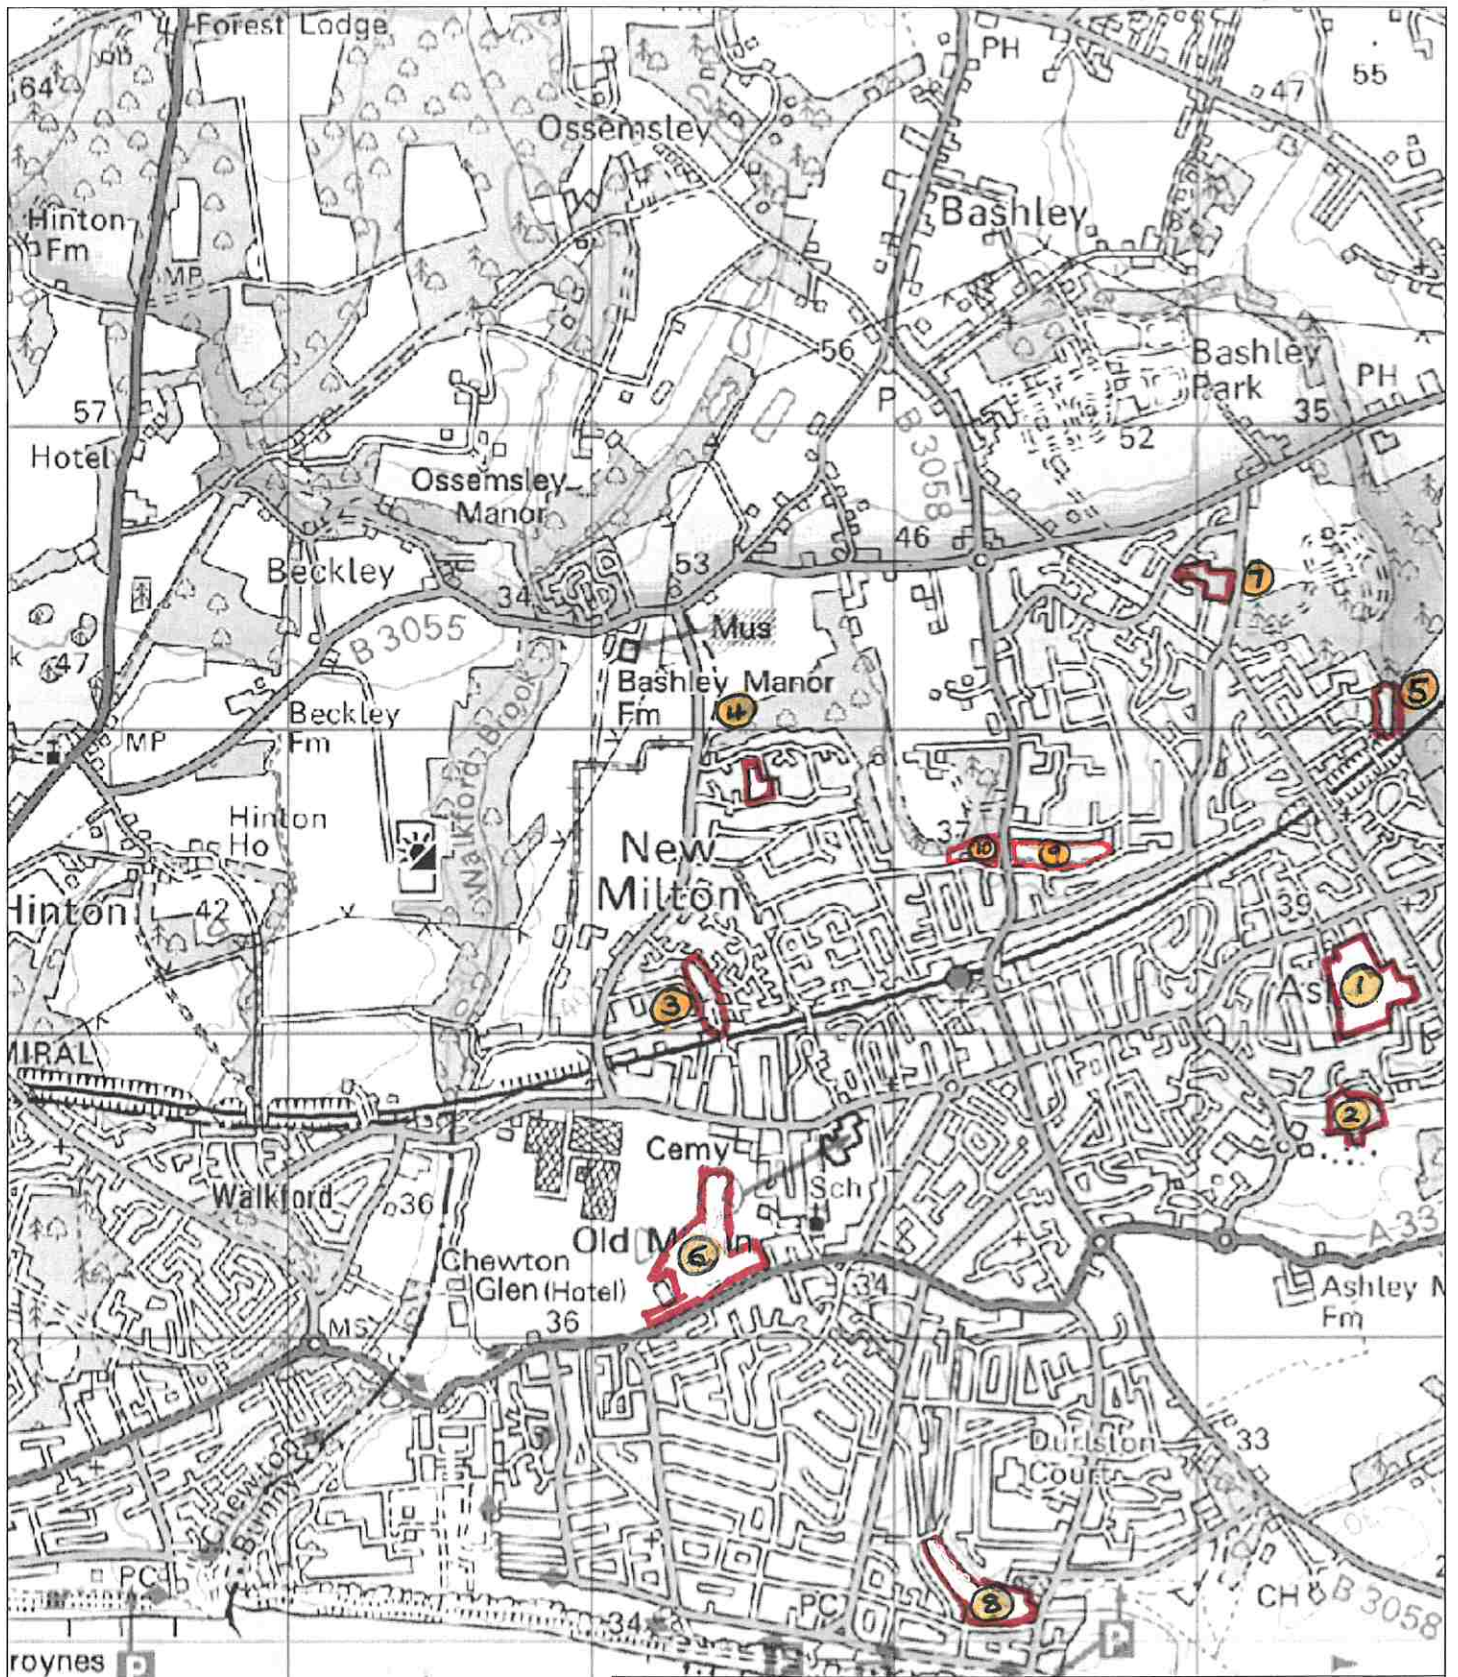 Forest Lodge
PH
64
47
55
Ossemsley
Hinton
Fm
Bashley
MP
56
Bashley
Park
PH
57
P
35
B 3058
52
Hotel
Ossemsley
Manor
46
53
Beckley
7
34
B 3055
Mus
47
Bashley Manor
Fm
5
4
Beckley
Fm
MP
Walkford Brook
Hinton
Ho
37
New
Milton
10
9
Hinton
42
39
1
3
MIRAL
2
Cemy
Walkford
36
Sch
Old
6
A 33
Chewton
Glen (Hotel)
34
Ashley M
Fm
36
MS
Durlston
Court
33
Chewton
Bunny
PC
8
PC
CH
B 3058
34
P
roynes
P